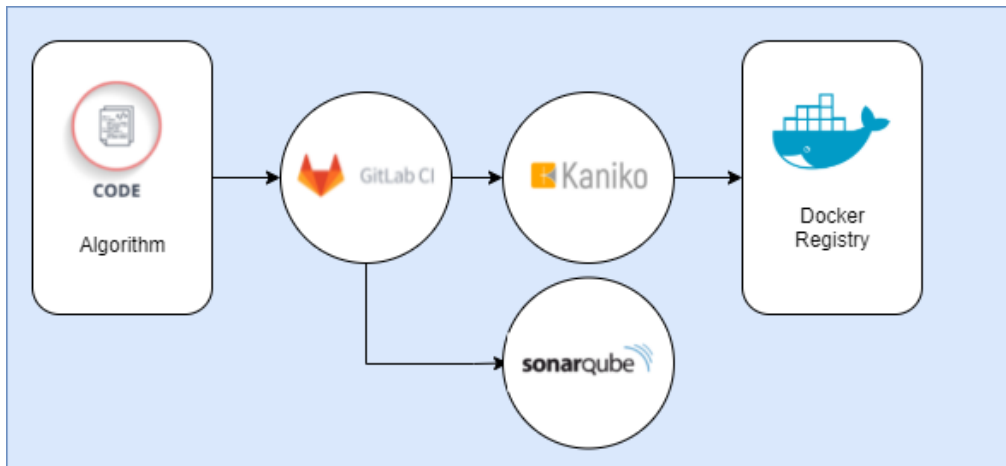 CODE
Algorithm
GitLab CI
Kaniko
Docker
Registry
sonarqube